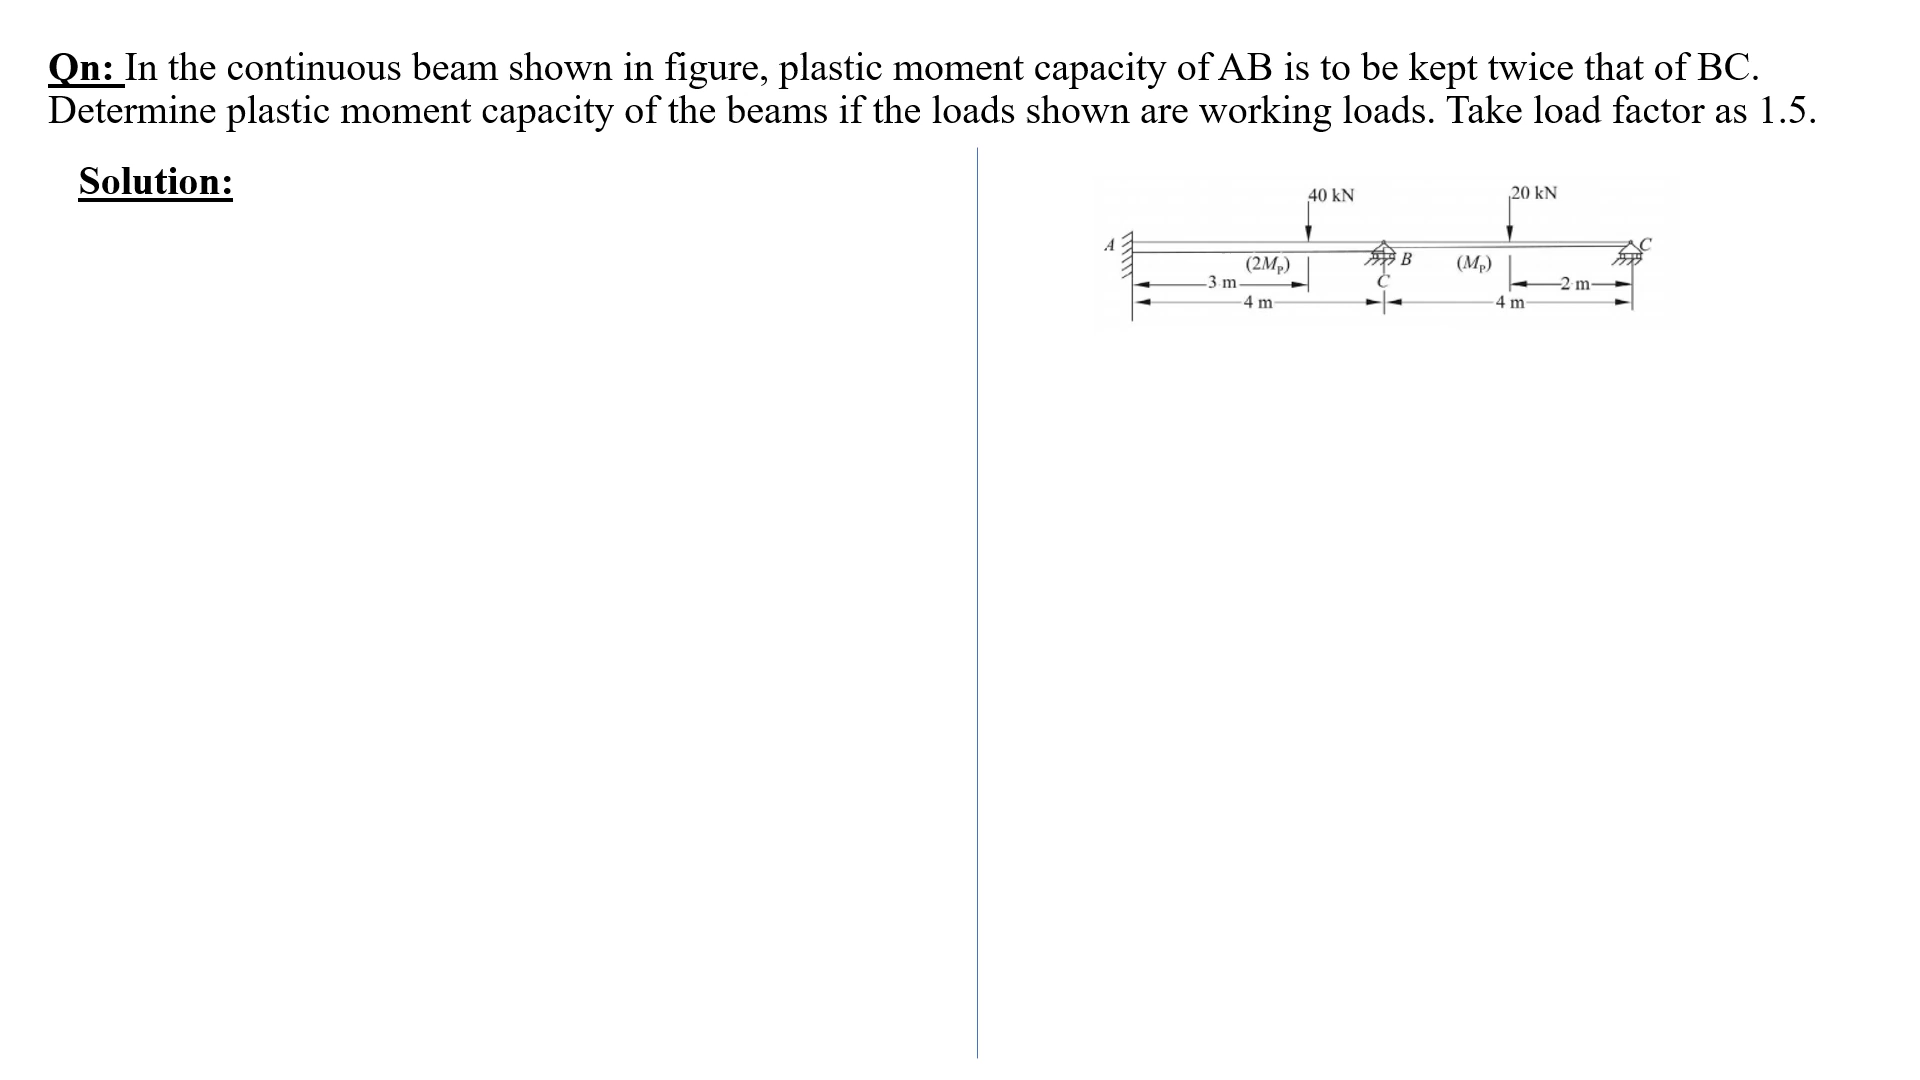 Qn: In the continuous beam shown in figure, plastic moment capacity of AB is to be kept twice that of BC.
Determine plastic moment capacity of the beams if the loads shown are working loads. Take load factor as 1.5.
Solution:
40 kN
20 kN
A
C
(2Mₚ)
B
(Mₚ)
3 m
C
2 m
4 m
4 m